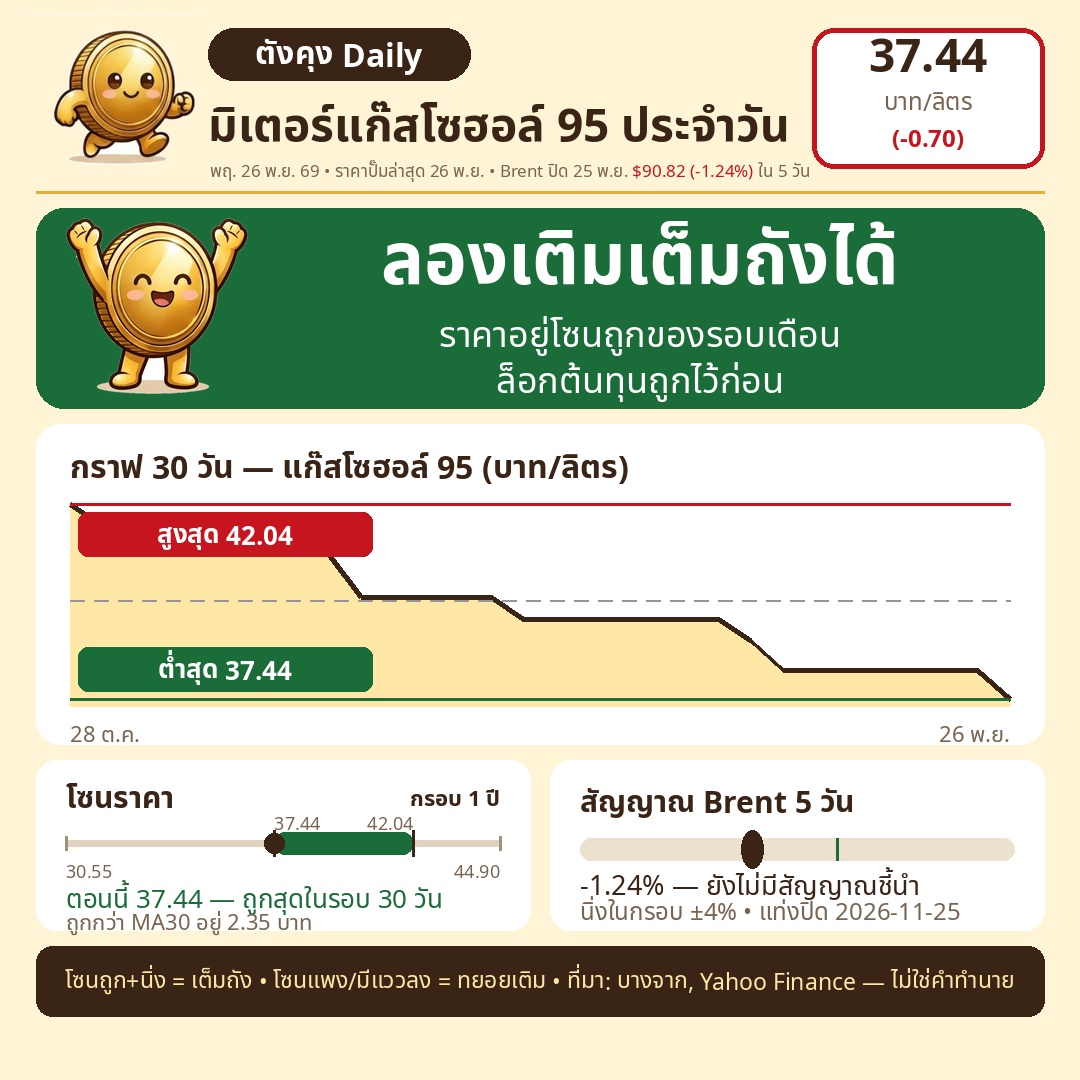 ตังคุง Daily
37.44
บาท/ลิตร
(-0.70)
มิเตอร์แก๊สโซฮอล์ 95 ประจำวัน
พฤ. 26 พ.ย. 69 • ราคาปั๊มล่าสุด 26 พ.ย. • Brent ปิด 25 พ.ย. $90.82 (-1.24%) ใน 5 วัน
ลองเติมเต็มถังได้
ราคาอยู่โซนถูกของรอบเดือน
ล็อกต้นทุนถูกไว้ก่อน
กราฟ 30 วัน — แก๊สโซฮอล์ 95 (บาท/ลิตร)
สูงสุด 42.04
ต่ำสุด 37.44
28 ต.ค.
26 พ.ย.
โซนราคา
กรอบ 1 ปี
37.44
42.04
30.55
44.90
ตอนนี้ 37.44 — ถูกสุดในรอบ 30 วัน
ถูกกว่า MA30 อยู่ 2.35 บาท
สัญญาณ Brent 5 วัน
-1.24% — ยังไม่มีสัญญาณชี้นำ
นิ่งในกรอบ ±4% • แท่งปิด 2026-11-25
โซนถูก+นิ่ง = เต็มถัง • โซนแพง/มีแววลง = ทยอยเติม • ที่มา: บางจาก, Yahoo Finance — ไม่ใช่คำทำนาย